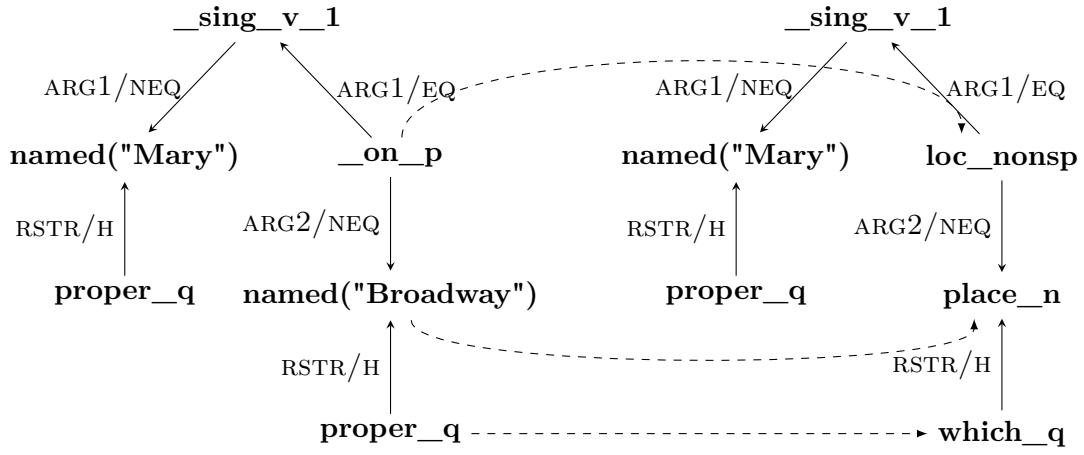 _sing_v_1 _sing_v_1
ARG1/NEQ ARG1/EQ ARG1/NEQ ARG1/EQ
named("Mary") _on_p named("Mary") loc_nonsp
RSTR/H ARG2/NEQ RSTR/H ARG2/NEQ
proper_q named("Broadway") proper_q place_n
RSTR/H RSTR/H
proper_q which_q